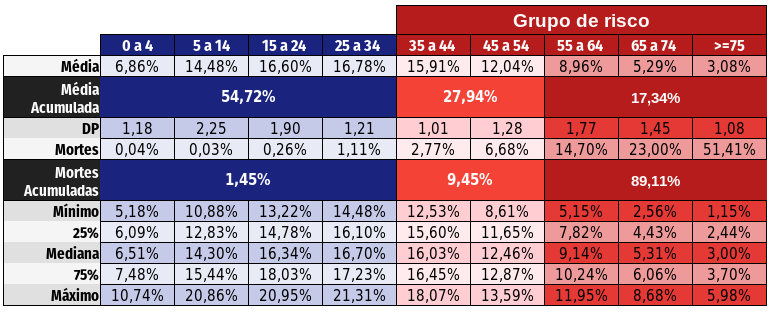 Grupo de risco
0 a 4 5 a 14 15 a 24 25 a 34 35 a 44 45 a 54 55 a 64 65 a 74 >=75
Média 6,86% 14,48% 16,60% 16,78% 15,91% 12,04% 8,96% 5,29% 3,08%
Média
Acumulada 54,72% 27,94% 17,34%
DP 1,18 2,25 1,90 1,21 1,01 1,28 1,77 1,45 1,08
Mortes 0,04% 0,03% 0,26% 1,11% 2,77% 6,68% 14,70% 23,00% 51,41%
Mortes
Acumuladas 1,45% 9,45% 89,11%
Mínimo 5,18% 10,88% 13,22% 14,48% 12,53% 8,61% 5,15% 2,56% 1,15%
25% 6,09% 12,83% 14,78% 16,10% 15,60% 11,65% 7,82% 4,43% 2,44%
Mediana 6,51% 14,30% 16,34% 16,70% 16,03% 12,46% 9,14% 5,31% 3,00%
75% 7,48% 15,44% 18,03% 17,23% 16,45% 12,87% 10,24% 6,06% 3,70%
Máximo 10,74% 20,86% 20,95% 21,31% 18,07% 13,59% 11,95% 8,68% 5,98%